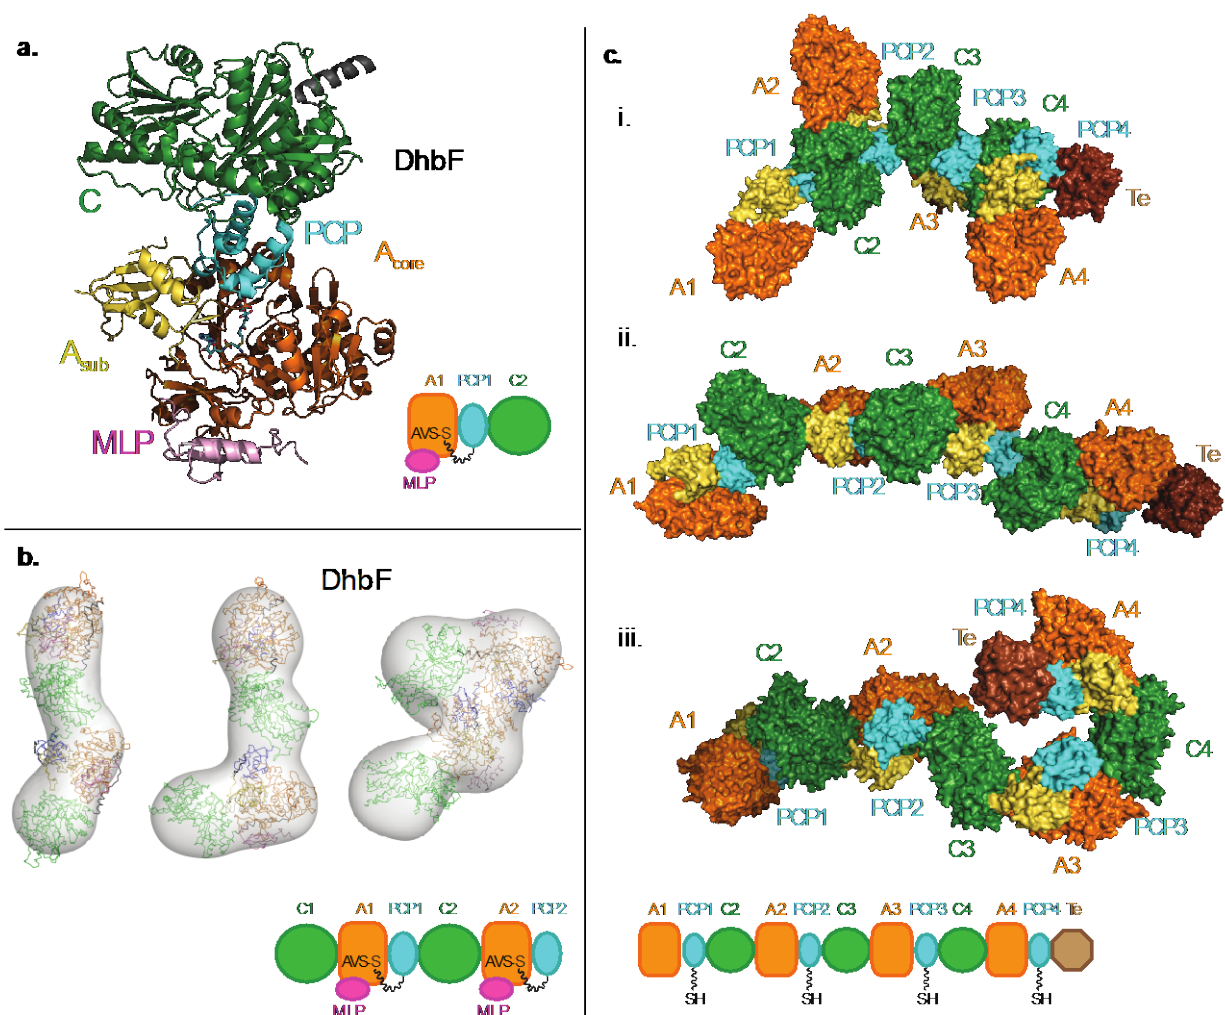 a.
DhbF
C
PCP
Acore
Asub
MLP
A1 PCP1 C2
AVS-S
MLP
b.
DhbF
C1 A1 PCP1 C2 A2 PCP2
AVS-S AVS-S
MLP MLP
c.
i.
A2 PCP2 C3
PCP3 C4
PCP1 PCP4
A3 Te
C2
A1 A4
ii.
C2 A2 C3 A3
C4 A4
PCP1 Te
A1 PCP2 PCP3
PCP4
iii.
PCP4 A4
Te
C2 A2
A1
C4
PCP1 PCP2 PCP3
C3 A3
A1 PCP1 C2 A2 PCP2 C3 A3 PCP3 C4 A4 PCP4 Te
SH SH SH SH